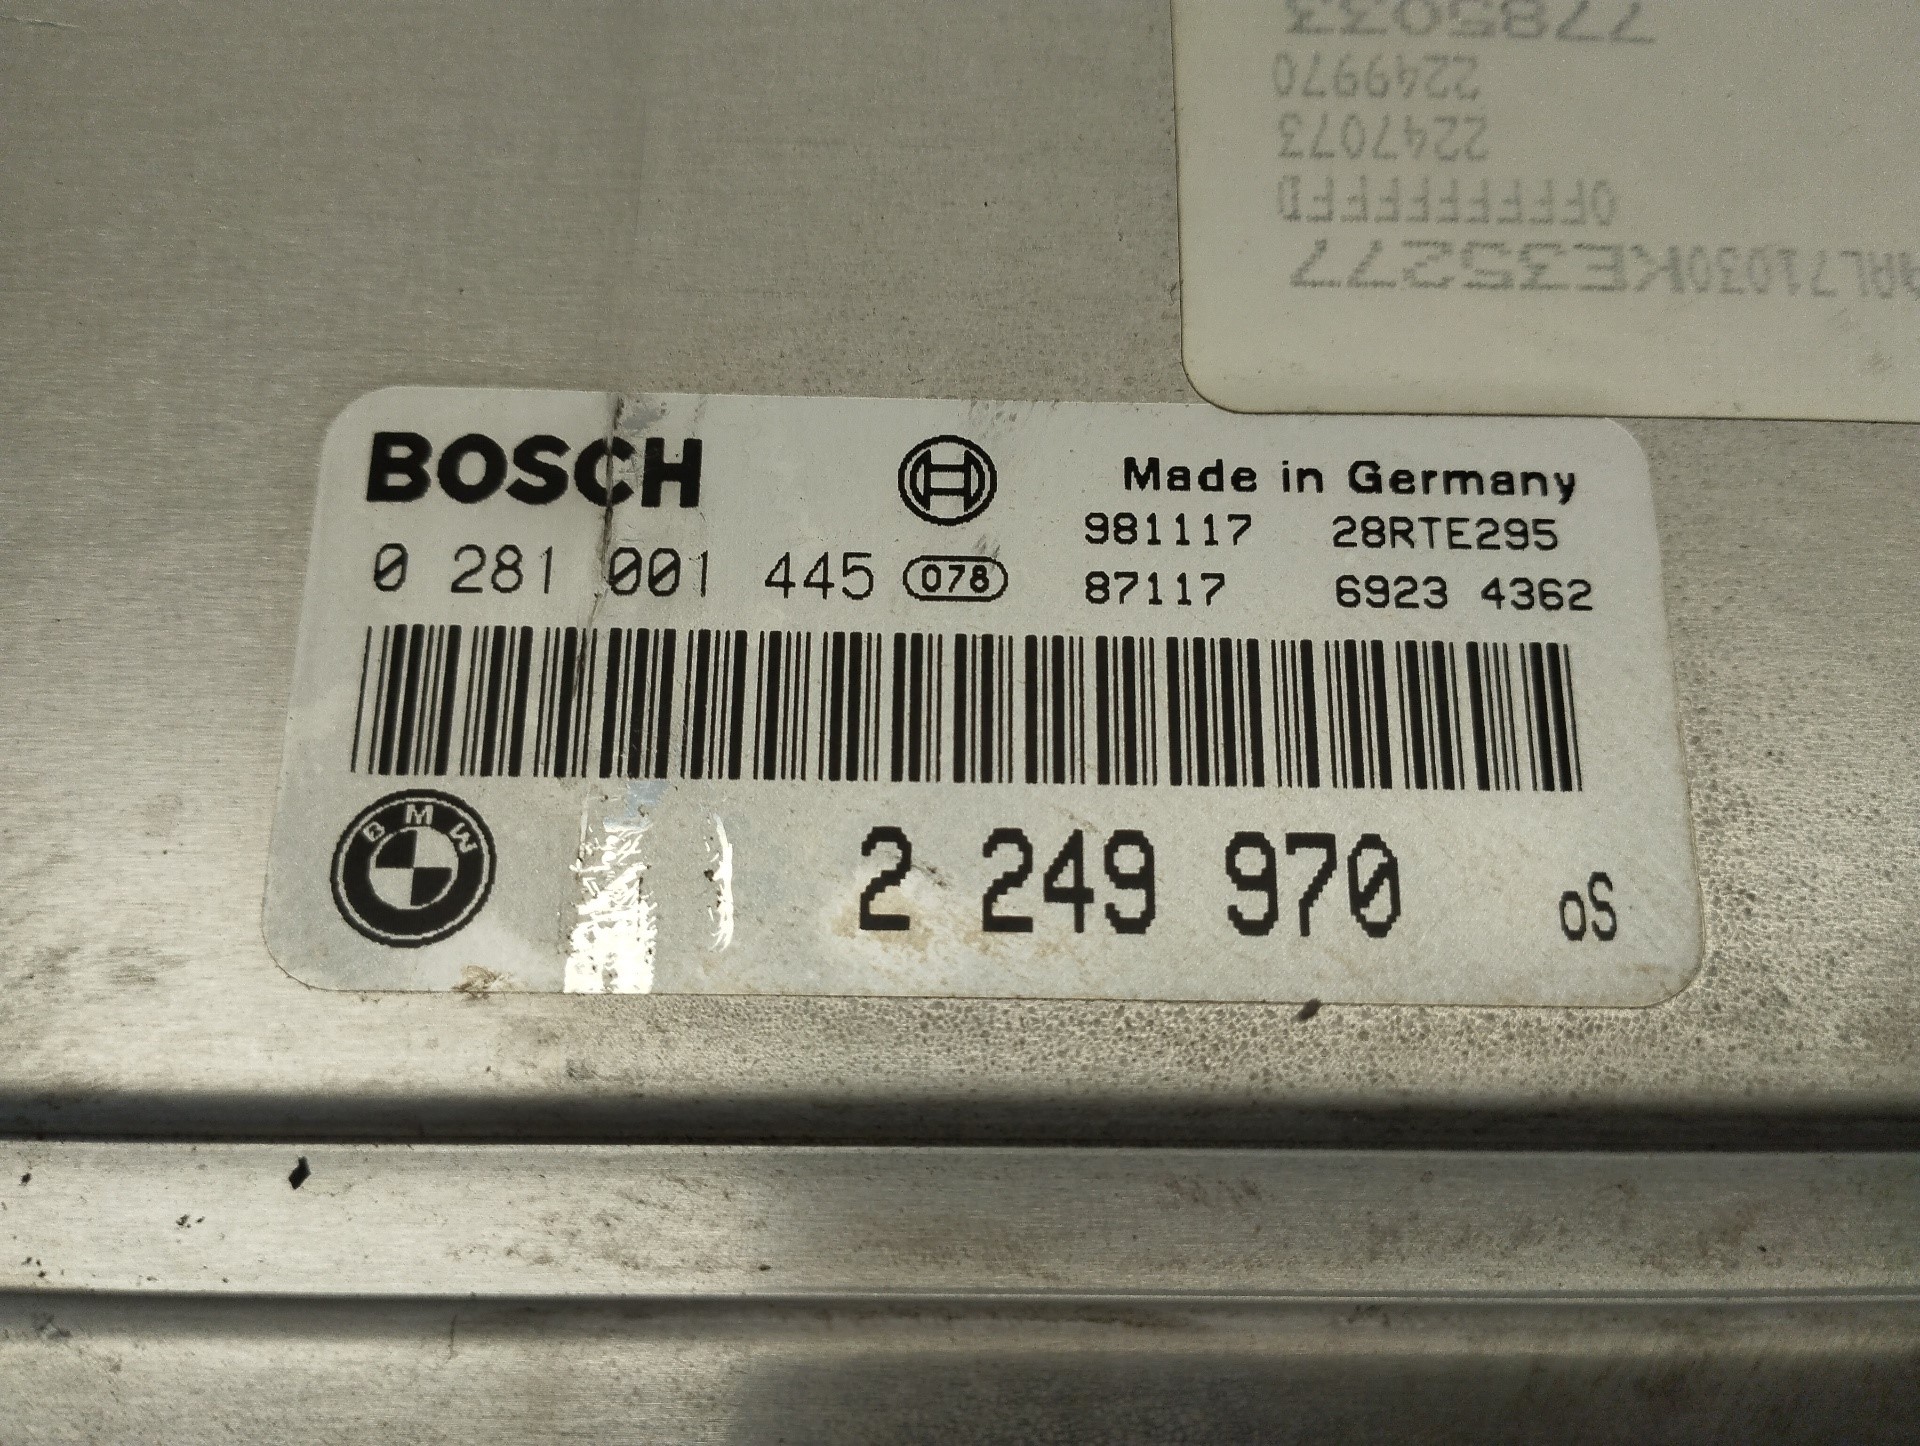 7785033
2249970
2247073
0FFFFFFFD
AAL71030KE35277
BOSCH
Made in Germany
981117 28RTE295
0 281 001 445 078
87117 6923 4362
BMW
2 249 970 oS